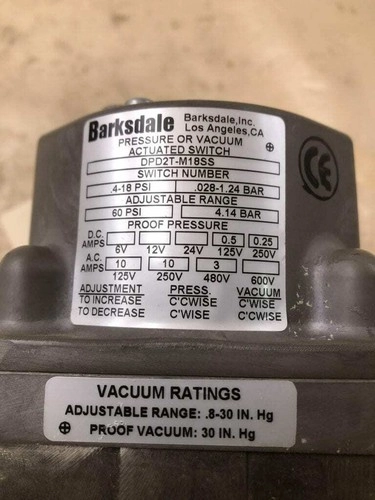 Barksdale Barksdale, Inc.
Los Angeles, CA
PRESSURE OR VACUUM
ACTUATED SWITCH
DPD2T-M18SS
SWITCH NUMBER
.4-18 PSI .028-1.24 BAR
ADJUSTABLE RANGE
60 PSI 4.14 BAR
PROOF PRESSURE
D.C. AMPS 0.5 0.25
6V 12V 24V 125V 250V
A.C. AMPS 10 10 3
125V 250V 480V 600V
ADJUSTMENT PRESS. VACUUM
TO INCREASE C'CWISE C'WISE
TO DECREASE C'WISE C'CWISE
CE
VACUUM RATINGS
ADJUSTABLE RANGE: .8-30 IN. Hg
PROOF VACUUM: 30 IN. Hg